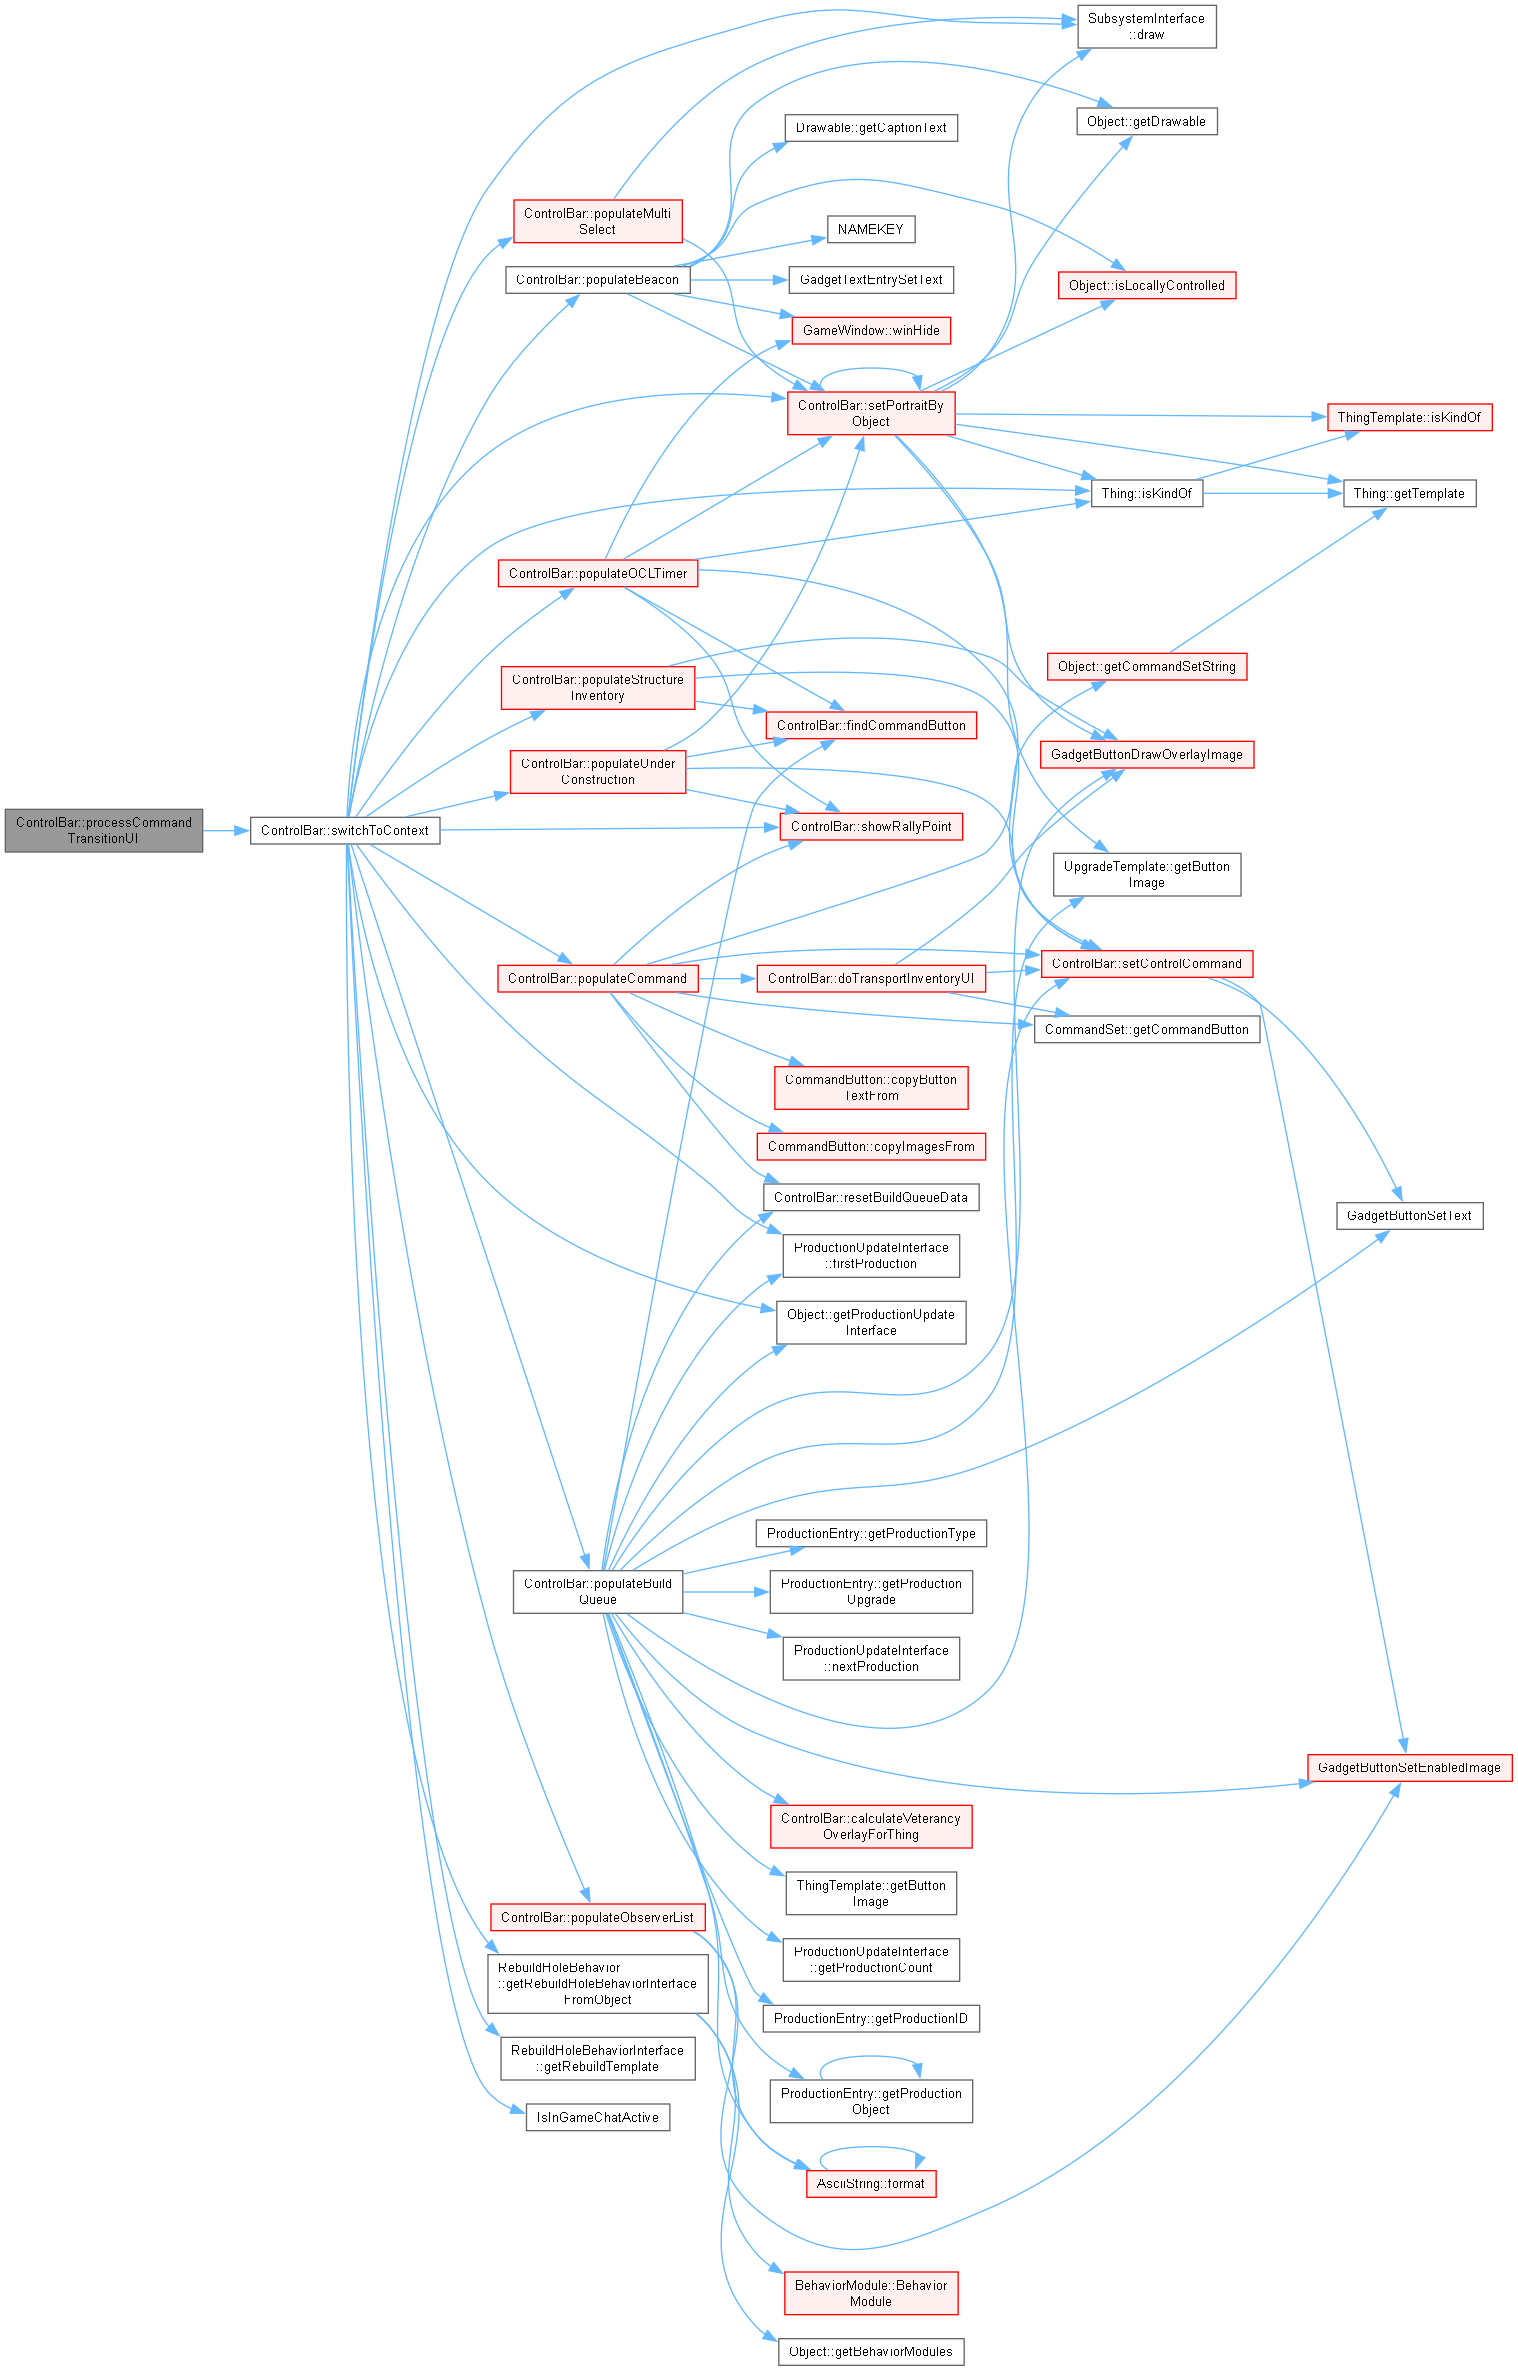 SubsystemInterface
::draw
Object::getDrawable
Drawable::getCaptionText
ControlBar::populateMulti
Select
NAMEKEY
ControlBar::populateBeacon
GadgetTextEntrySetText
Object::isLocallyControlled
GameWindow::winHide
ControlBar::setPortraitBy
Object
ThingTemplate::isKindOf
Thing::isKindOf
Thing::getTemplate
ControlBar::populateOCLTimer
Object::getCommandSetString
ControlBar::populateStructure
Inventory
ControlBar::findCommandButton
GadgetButtonDrawOverlayImage
ControlBar::populateUnder
Construction
ControlBar::processCommand
TransitionUI
ControlBar::switchToContext
ControlBar::showRallyPoint
UpgradeTemplate::getButton
Image
ControlBar::setControlCommand
ControlBar::populateCommand
ControlBar::doTransportInventoryUI
CommandSet::getCommandButton
CommandButton::copyButton
TextFrom
CommandButton::copyImagesFrom
ControlBar::resetBuildQueueData
GadgetButtonSetText
ProductionUpdateInterface
::firstProduction
Object::getProductionUpdate
Interface
ProductionEntry::getProductionType
ControlBar::populateBuild
Queue
ProductionEntry::getProduction
Upgrade
ProductionUpdateInterface
::nextProduction
GadgetButtonSetEnabledImage
ControlBar::calculateVeterancy
OverlayForThing
ThingTemplate::getButton
Image
ControlBar::populateObserverList
ProductionUpdateInterface
::getProductionCount
RebuildHoleBehavior
::getRebuildHoleBehaviorInterface
FromObject
ProductionEntry::getProductionID
RebuildHoleBehaviorInterface
::getRebuildTemplate
ProductionEntry::getProduction
Object
IsInGameChatActive
AsciiString::format
BehaviorModule::Behavior
Module
Object::getBehaviorModules